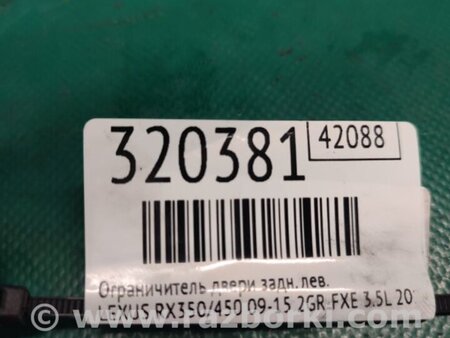 320381
42088
Ограничитель двери задн.лев.
LEXUS RX350/450 09-15 2GR-FXE 3.5L 20
www.razborki.com